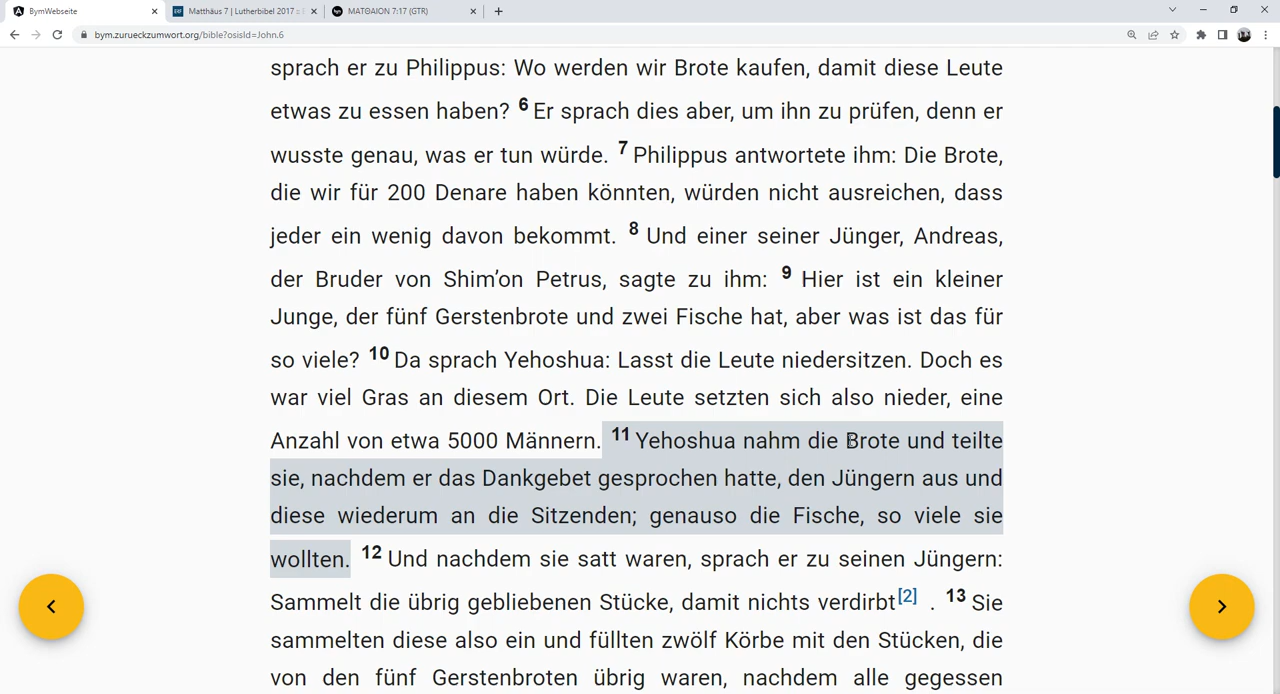 BymWebseite
Matthäus 7 | Lutherbibel 2017 ::
ΜΑΤΘΑΙΟΝ 7:17 (GTR)
bym.zurueckzumwort.org/bible?osisId=John.6
sprach er zu Philippus: Wo werden wir Brote kaufen, damit diese Leute
etwas zu essen haben? 6 Er sprach dies aber, um ihn zu prüfen, denn er
wusste genau, was er tun würde. 7 Philippus antwortete ihm: Die Brote,
die wir für 200 Denare haben könnten, würden nicht ausreichen, dass
jeder ein wenig davon bekommt. 8 Und einer seiner Jünger, Andreas,
der Bruder von Shim’on Petrus, sagte zu ihm: 9 Hier ist ein kleiner
Junge, der fünf Gerstenbrote und zwei Fische hat, aber was ist das für
so viele? 10 Da sprach Yehoshua: Lasst die Leute niedersitzen. Doch es
war viel Gras an diesem Ort. Die Leute setzten sich also nieder, eine
Anzahl von etwa 5000 Männern. 11 Yehoshua nahm die Brote und teilte
sie, nachdem er das Dankgebet gesprochen hatte, den Jüngern aus und
diese wiederum an die Sitzenden; genauso die Fische, so viele sie
wollten. 12 Und nachdem sie satt waren, sprach er zu seinen Jüngern:
Sammelt die übrig gebliebenen Stücke, damit nichts verdirbt[2] . 13 Sie
sammelten diese also ein und füllten zwölf Körbe mit den Stücken, die
von den fünf Gerstenbroten übrig waren, nachdem alle gegessen